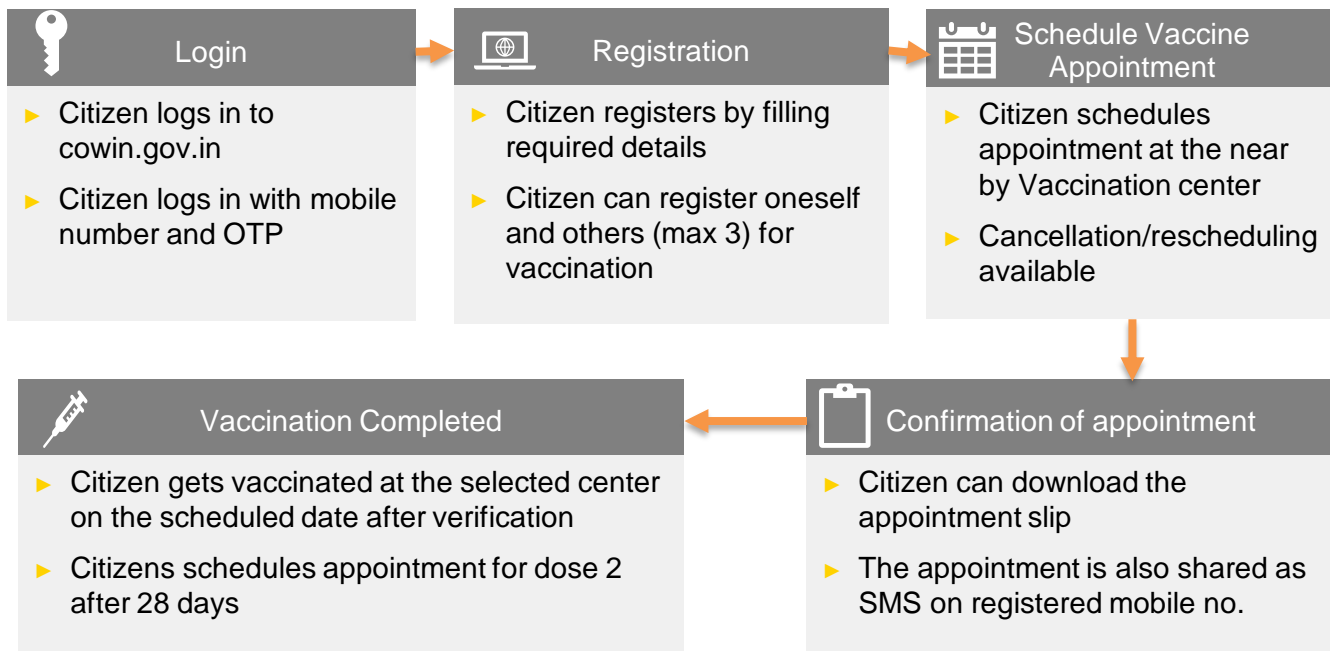 Login
► Citizen logs in to
cowin.gov.in
► Citizen logs in with mobile
number and OTP
Registration
► Citizen registers by filling
required details
► Citizen can register oneself
and others (max 3) for
vaccination
Schedule Vaccine
Appointment
► Citizen schedules
appointment at the near
by Vaccination center
► Cancellation/rescheduling
available
Confirmation of appointment
► Citizen can download the
appointment slip
► The appointment is also shared as
SMS on registered mobile no.
Vaccination Completed
► Citizen gets vaccinated at the selected center
on the scheduled date after verification
► Citizens schedules appointment for dose 2
after 28 days